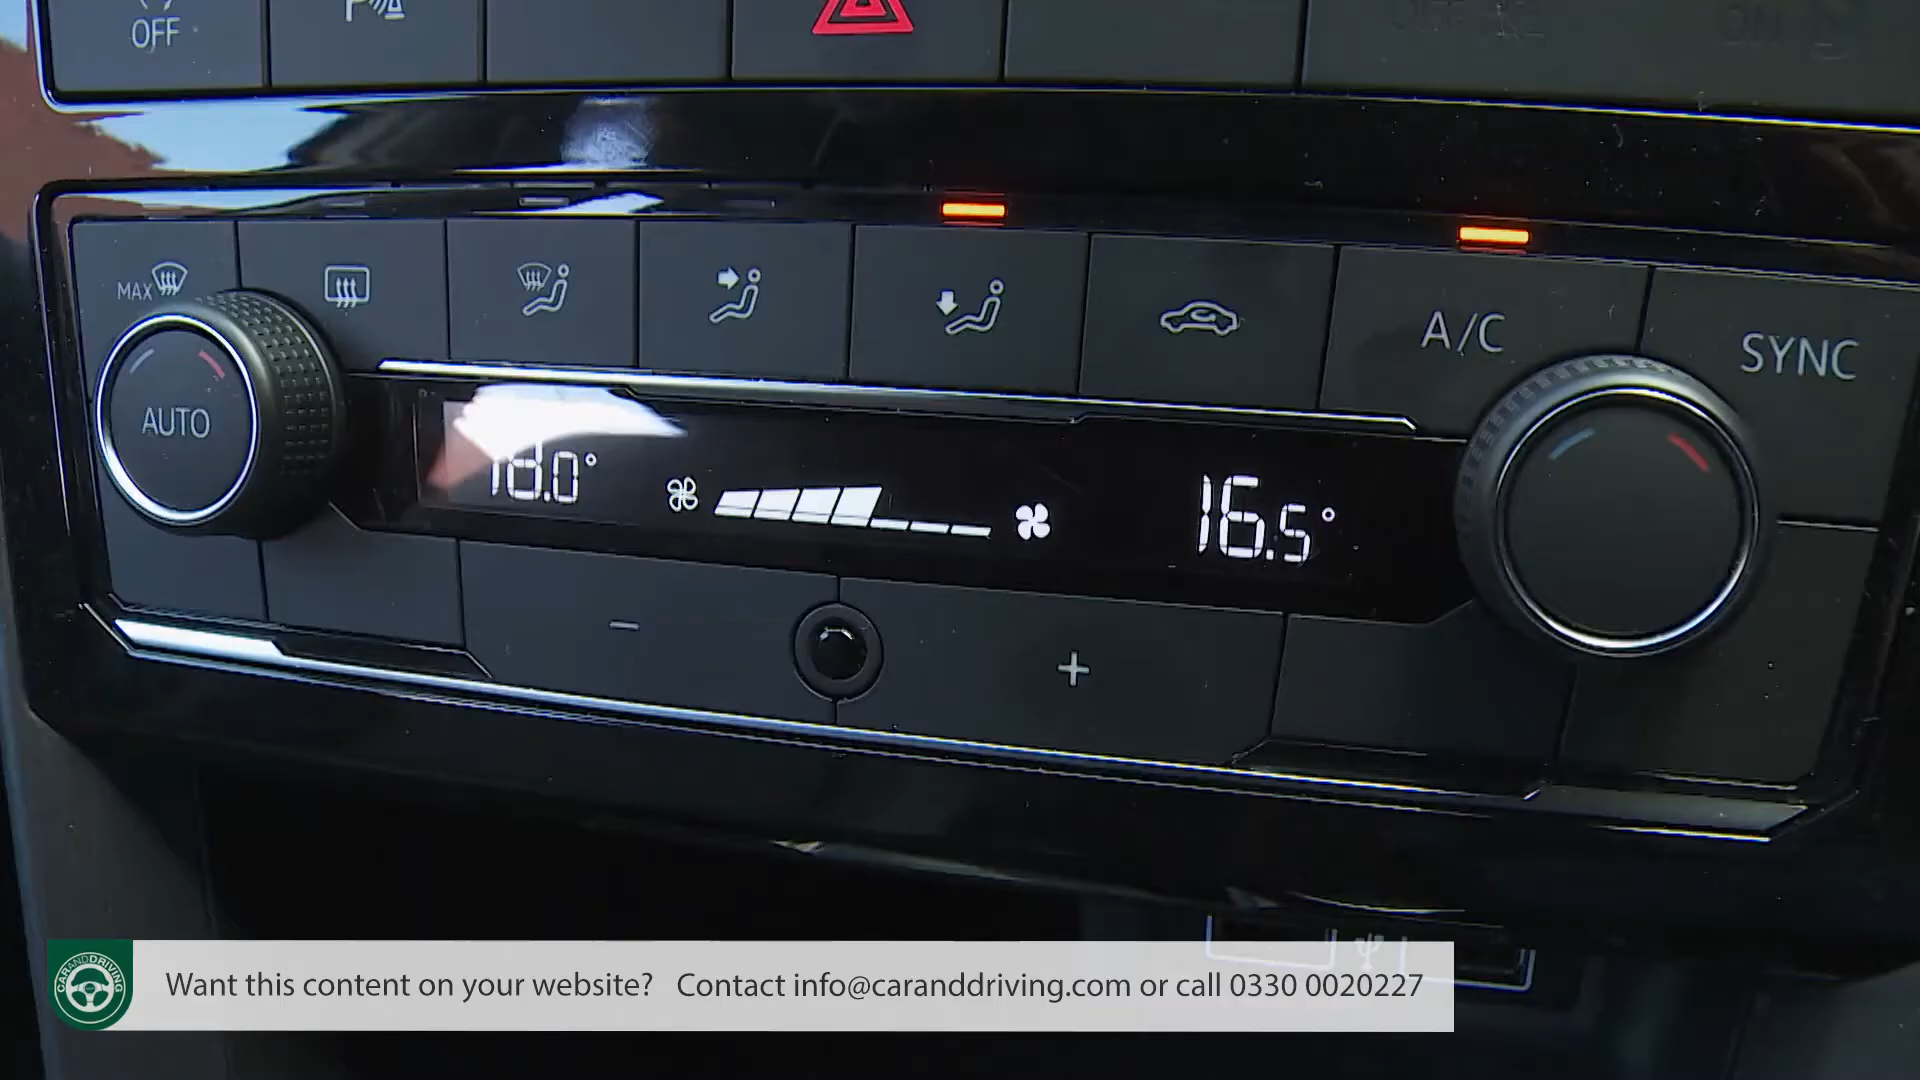 OFF
MAX
A/C
SYNC
AUTO
18.0°
16.5°
−
+
CARANDDRIVING
Want this content on your website? Contact info@caranddriving.com or call 0330 0020227